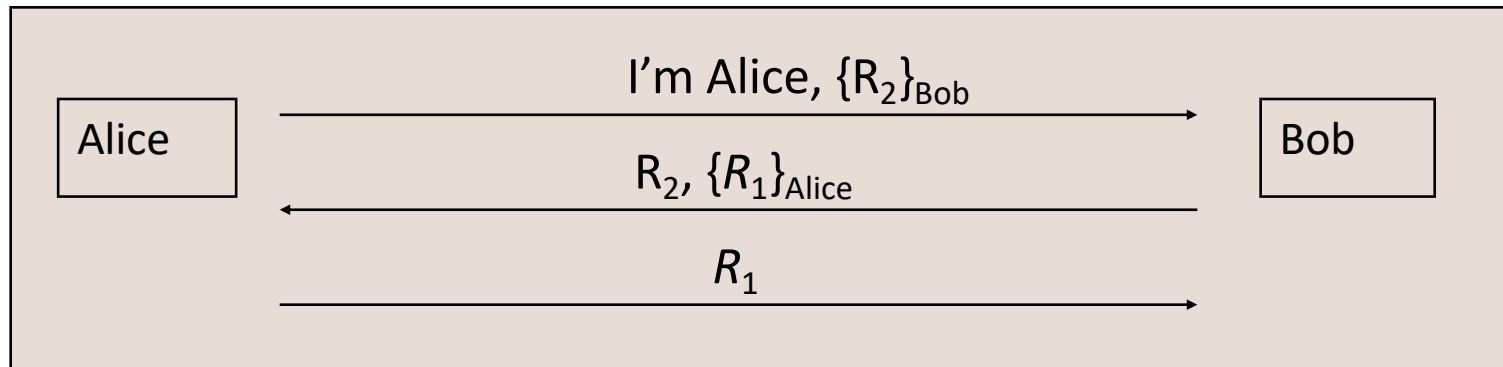 I’m Alice, {R₂}Bob
Alice
Bob
R₂, {R₁}Alice
R₁